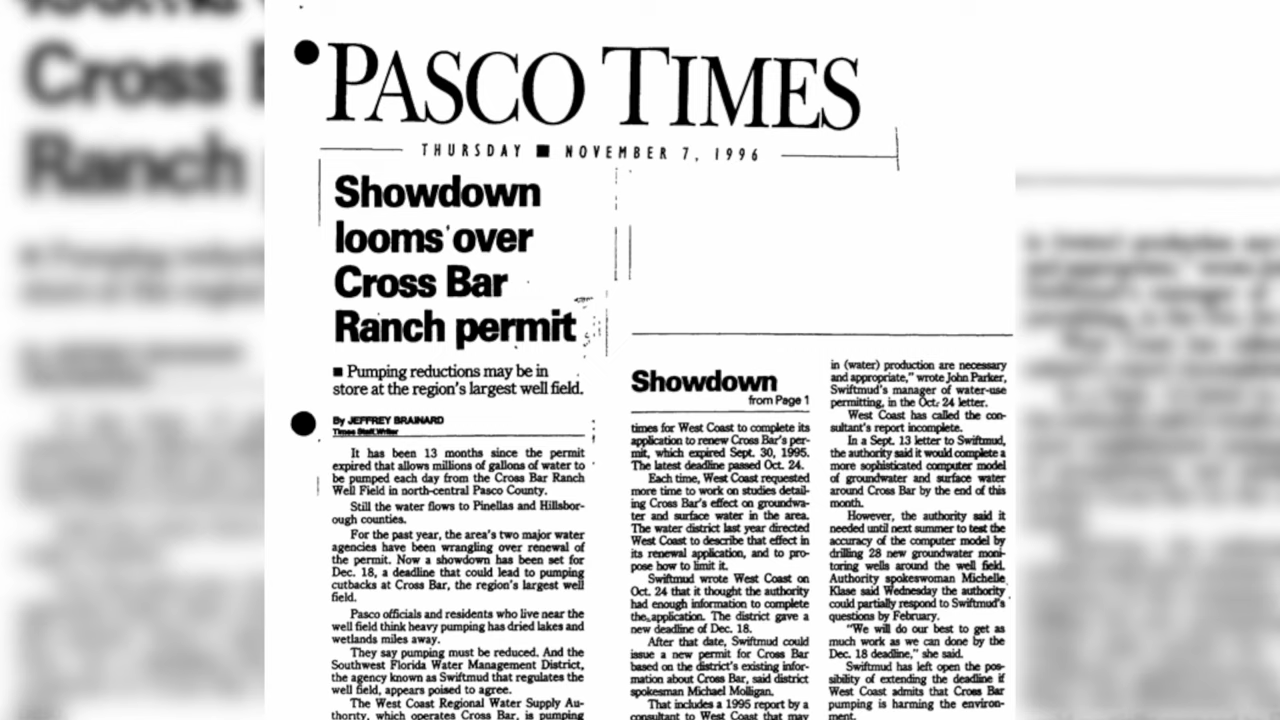 PASCO TIMES
THURSDAY ■ NOVEMBER 7, 1996
Showdown
looms over
Cross Bar
Ranch permit
■ Pumping reductions may be in
store at the region's largest well field.
By JEFFREY BRAINARD
Times Staff Writer
It has been 13 months since the permit
expired that allows millions of gallons of water to
be pumped each day from the Cross Bar Ranch
Well Field in north-central Pasco County.
Still the water flows to Pinellas and Hillsbor-
ough counties.
For the past year, the area's two major water
agencies have been wrangling over renewal of
the permit. Now a showdown has been set for
Dec. 18, a deadline that could lead to pumping
cutbacks at Cross Bar, the region's largest well
field.
Pasco officials and residents who live near the
well field think heavy pumping has dried lakes and
wetlands miles away.
They say pumping must be reduced. And the
Southwest Florida Water Management District,
the agency known as Swiftmud that regulates the
well field, appears poised to agree.
The West Coast Regional Water Supply Au-
thority, which operates Cross Bar, is pumping
Showdown
from Page 1
times for West Coast to complete its
application to renew Cross Bar's per-
mit, which expired Sept. 30, 1995.
The latest deadline passed Oct. 24.
Each time, West Coast requested
more time to work on studies detail-
ing Cross Bar's effect on groundwa-
ter and surface water in the area.
The water district last year directed
West Coast to describe that effect in
its renewal application, and to pro-
pose how to limit it.
Swiftmud wrote West Coast on
Oct. 24 that it thought the authority
had enough information to complete
the application. The district gave a
new deadline of Dec. 18.
After that date, Swiftmud could
issue a new permit for Cross Bar
based on the district's existing infor-
mation about Cross Bar, said district
spokesman Michael Molligan.
That includes a 1995 report by a
consultant to West Coast that may
in (water) production are necessary
and appropriate," wrote John Parker,
Swiftmud's manager of water-use
permitting, in the Oct. 24 letter.
West Coast has called the con-
sultant's report incomplete.
In a Sept. 13 letter to Swiftmud,
the authority said it would complete a
more sophisticated computer model
of groundwater and surface water
around Cross Bar by the end of this
month.
However, the authority said it
needed until next summer to test the
accuracy of the computer model by
drilling 28 new groundwater moni-
toring wells around the well field.
Authority spokeswoman Michelle
Klase said Wednesday the authority
could partially respond to Swiftmud's
questions by February.
"We will do our best to get as
much work as we can done by the
Dec. 18 deadline," she said.
Swiftmud has left open the pos-
sibility of extending the deadline if
West Coast admits that Cross Bar
pumping is harming the environ-
ment.